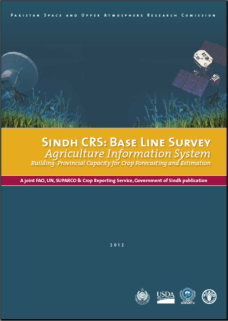 Pakistan Space and Upper Atmosphere Research Comission
Sindh CRS: Base Line Survey
Agriculture Information System
Building Provincial Capacity for Crop Forecasting and Estimation
A joint FAO, UN, SUPARCO & Crop Reporting Service, Government of Sindh publication
2012
USDA